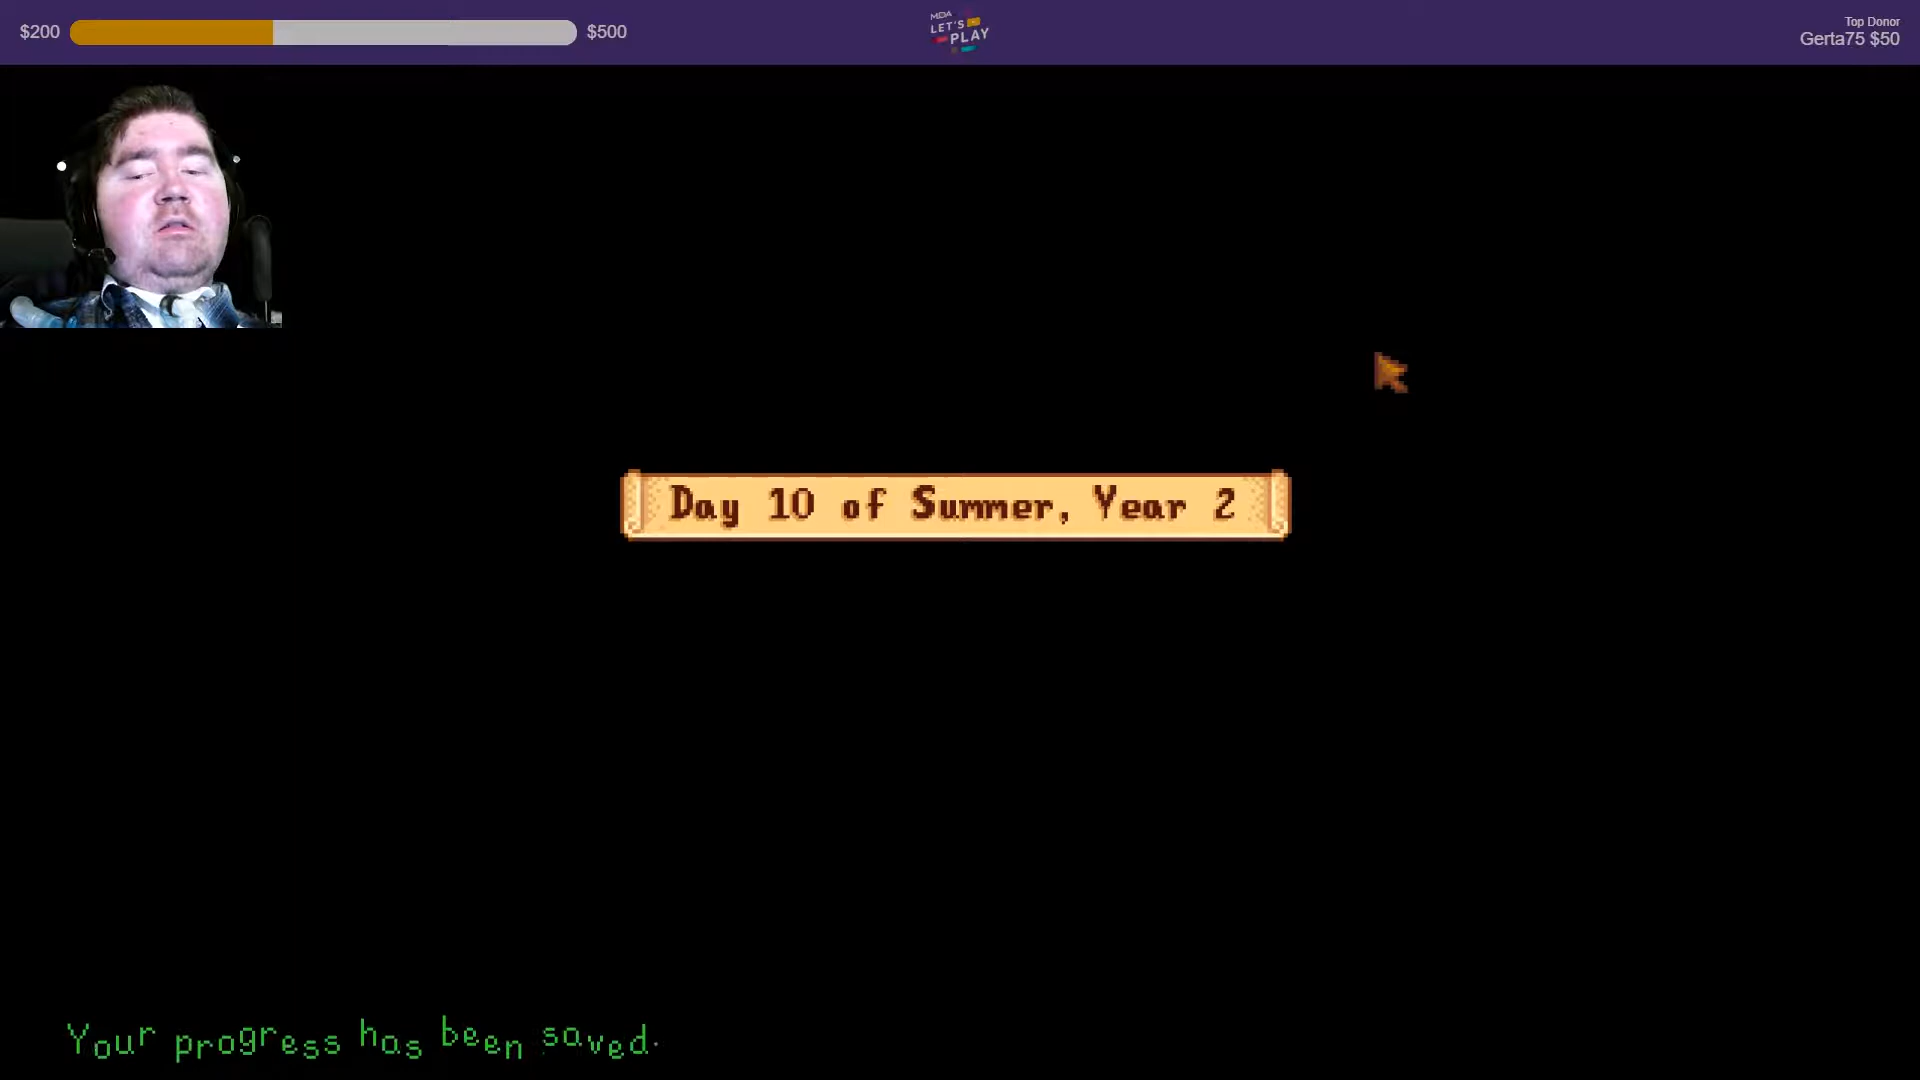 $200
$500
MDA
LET'S
PLAY
Top Donor
Gerta75 $50
Day 10 of Summer, Year 2
Your progress has been saved.